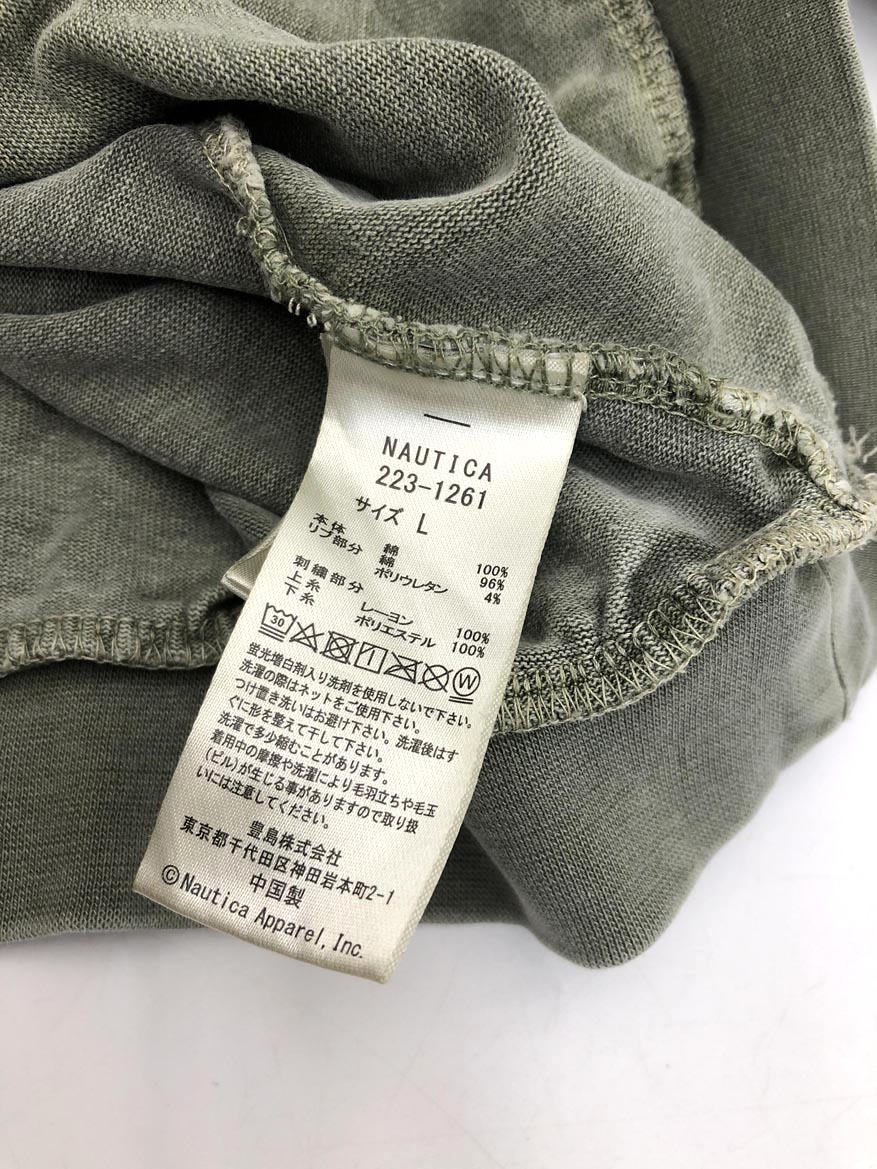 NAUTICA
223-1261
サイズ L
本体 綿 100%
リブ部分 綿 96%
ポリウレタン 4%
刺繍部分
上糸 レーヨン 100%
下糸 ポリエステル 100%
30 W
蛍光増白剤入り洗剤を使用しないで下さい。
洗濯の際はネットをご使用下さい。
つけ置き洗いはお避け下さい。洗濯後はす
ぐに形を整えて干して下さい。
洗濯で多少縮むことがあります。
着用中の摩擦や洗濯により毛羽立ちや毛玉
(ピル)が生じる事がありますので取り扱
いには注意してください。
豊島株式会社
東京都千代田区神田岩本町2-1
中国製
©Nautica Apparel, Inc.